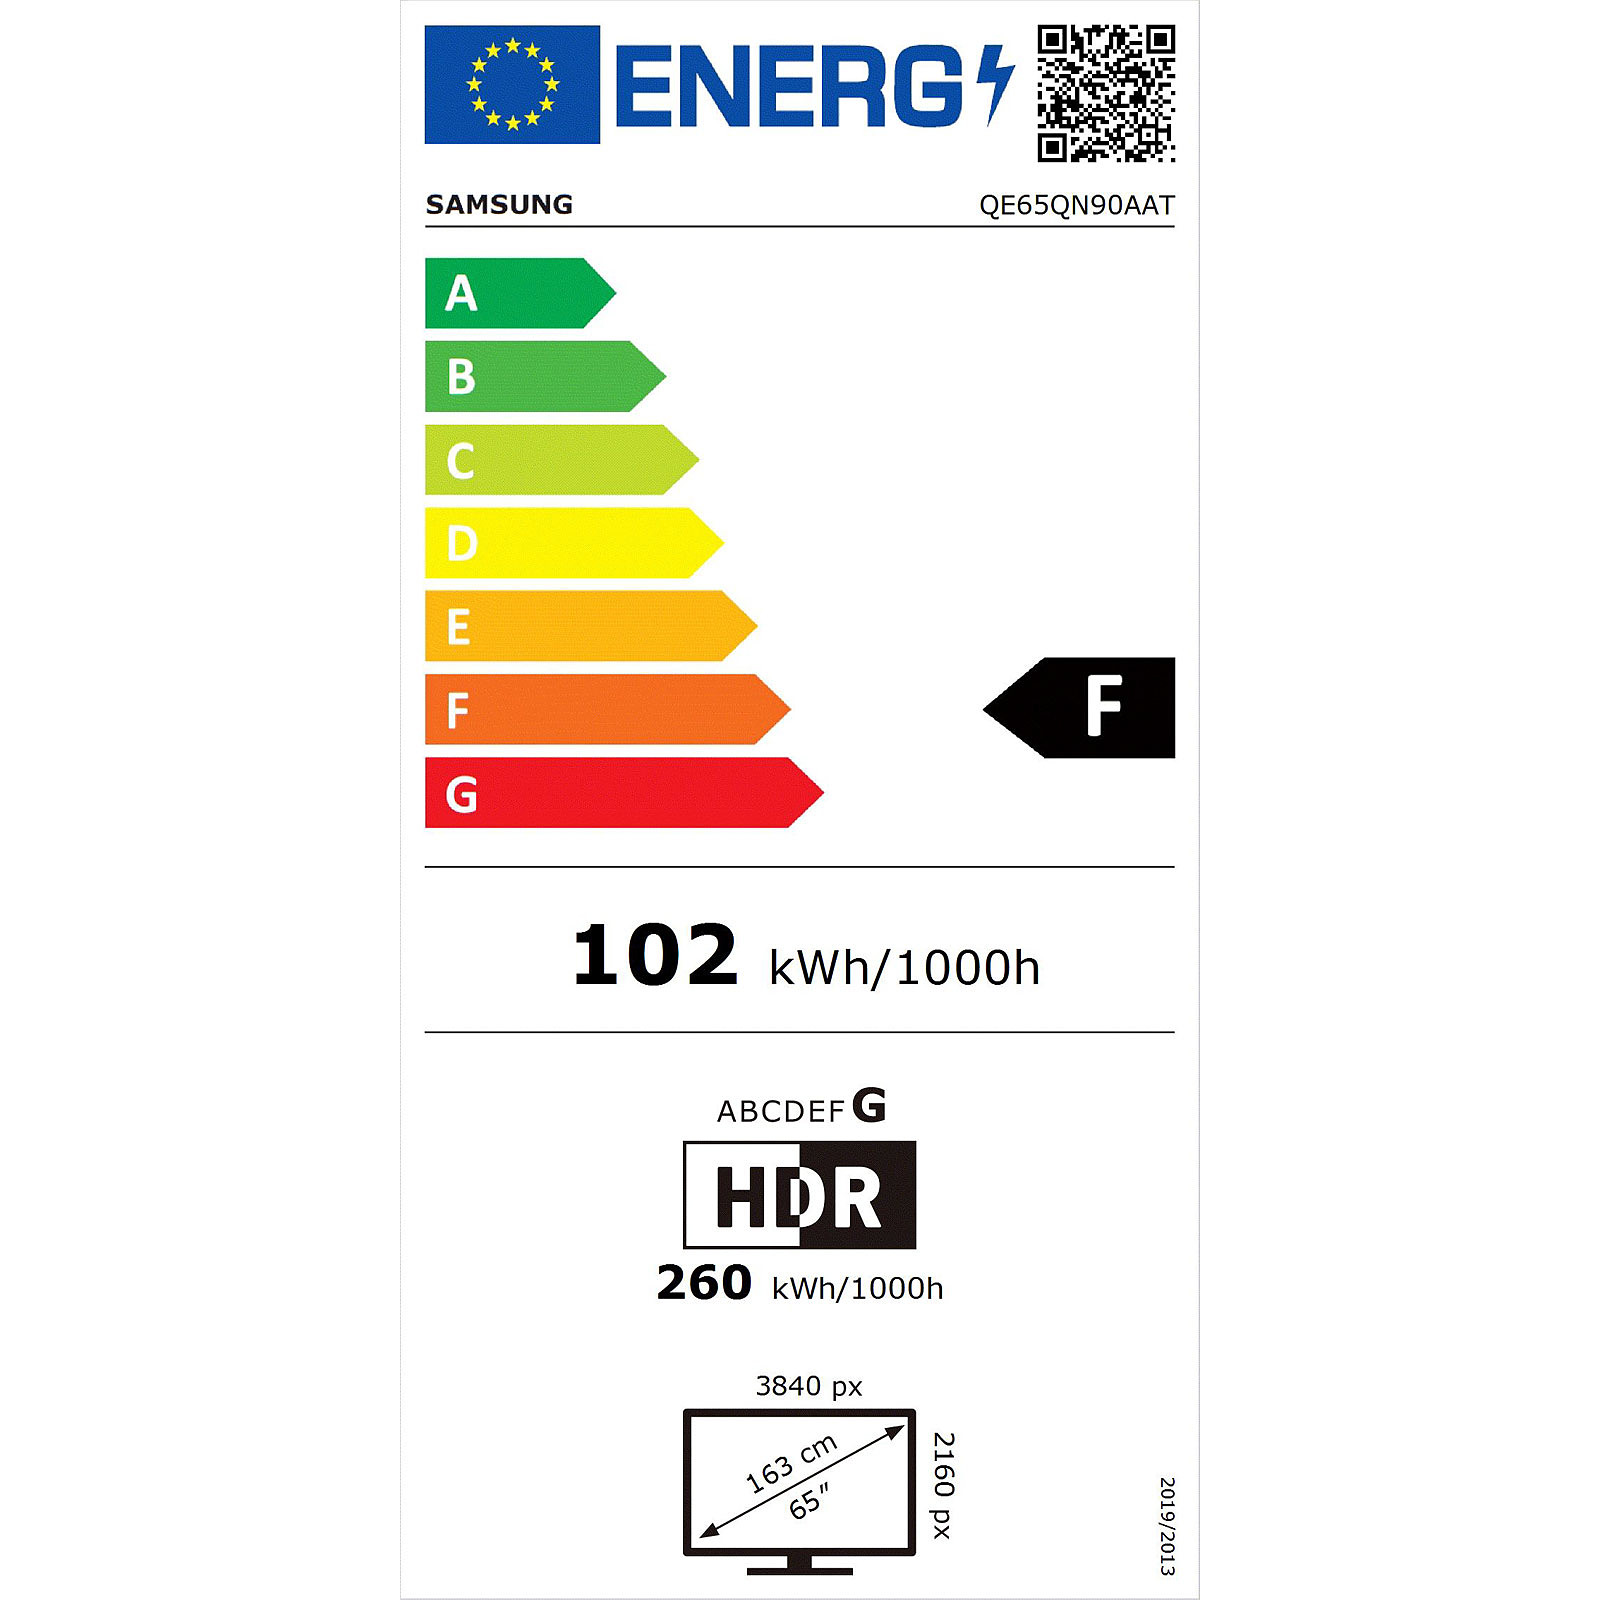 ENERG
SAMSUNG QE65QN90AAT
A
B
C
D
E
F
F
G
102 kWh/1000h
ABCDEFG
HDR
260 kWh/1000h
3840 px
163 cm
65″
2160 px
2019/2013